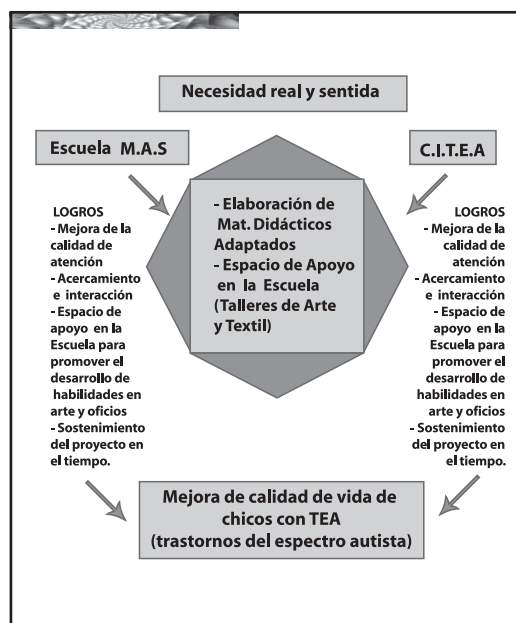 Necesidad real y sentida
Escuela M.A.S
C.I.T.E.A
- Elaboración de
Mat. Didácticos
Adaptados
- Espacio de Apoyo
en la Escuela
(Talleres de Arte
y Textil)
LOGROS
- Mejora de la
calidad de
atención
- Acercamiento
e interacción
- Espacio de
apoyo en la
Escuela para
promover el
desarrollo de
habilidades en
arte y oficios
- Sostenimiento
del proyecto en
el tiempo.
LOGROS
- Mejora de la
calidad de
atención
- Acercamiento
e interacción
- Espacio de
apoyo en la
Escuela para
promover el
desarrollo de
habilidades en
arte y oficios
- Sostenimiento
del proyecto en
el tiempo.
Mejora de calidad de vida de
chicos con TEA
(trastornos del espectro autista)